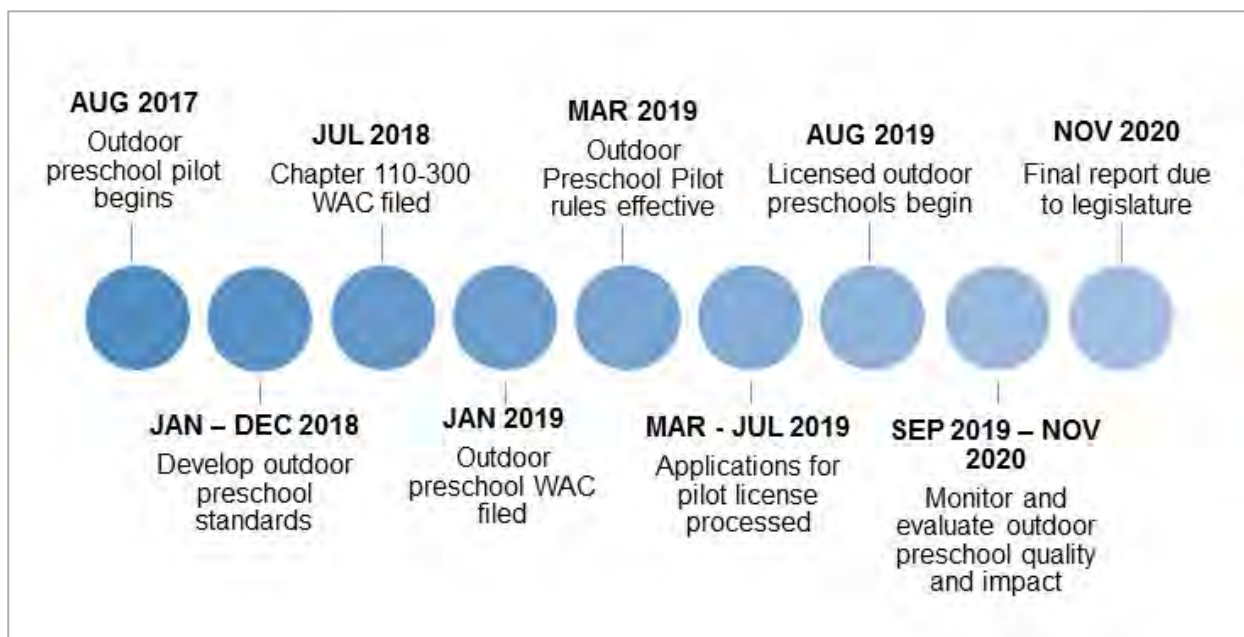 AUG 2017
Outdoor
preschool pilot
begins
JAN – DEC 2018
Develop outdoor
preschool
standards
JUL 2018
Chapter 110-300
WAC filed
JAN 2019
Outdoor
preschool WAC
filed
MAR 2019
Outdoor
Preschool Pilot
rules effective
MAR - JUL 2019
Applications for
pilot license
processed
AUG 2019
Licensed outdoor
preschools begin
SEP 2019 – NOV
2020
Monitor and
evaluate outdoor
preschool quality
and impact
NOV 2020
Final report due
to legislature